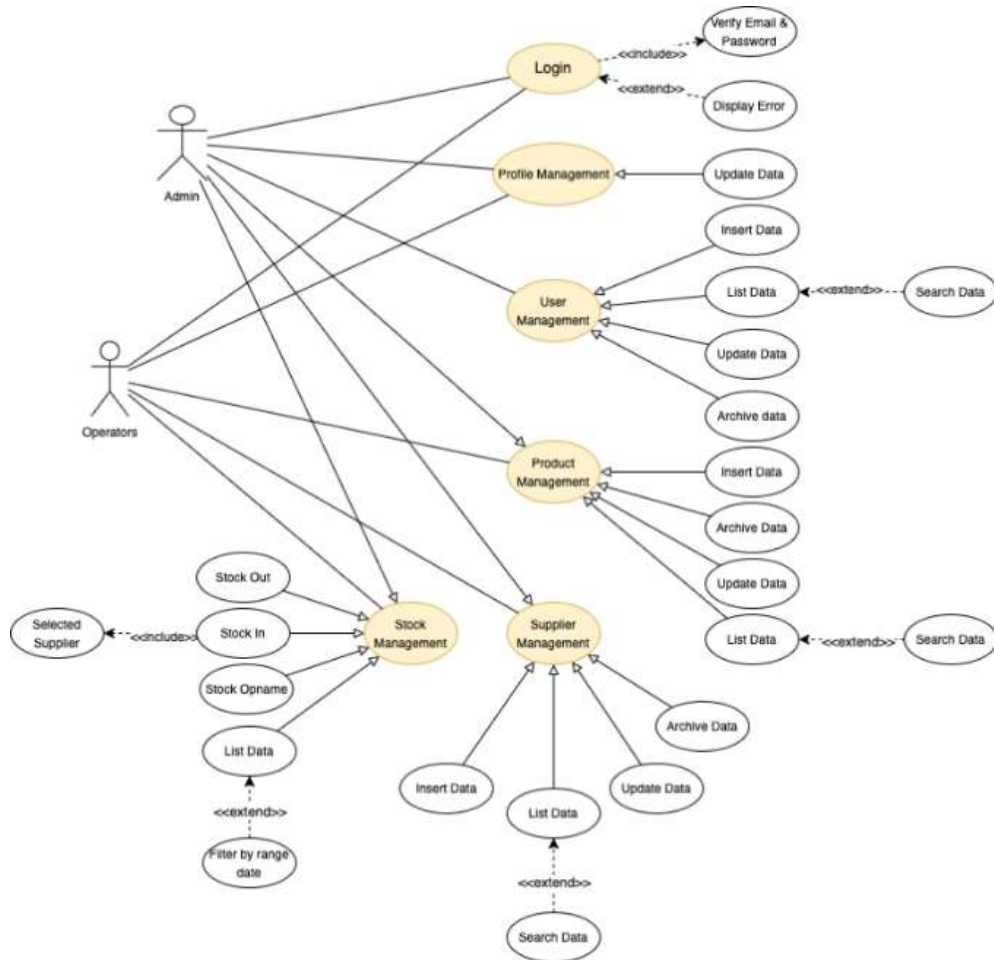 Verify Email &
Password
<<include>>
Login
<<extend>>
Display Error
Admin
Profile Management
Update Data
Insert Data
User
Management
List Data
<<extend>>
Search Data
Update Data
Archive data
Operators
Product
Management
Insert Data
Archive Data
Update Data
List Data
<<extend>>
Search Data
Stock Out
Selected
Supplier
<<include>>
Stock In
Stock
Management
Supplier
Management
Stock Opname
List Data
<<extend>>
Filter by range
date
Archive Data
Insert Data
List Data
Update Data
<<extend>>
Search Data